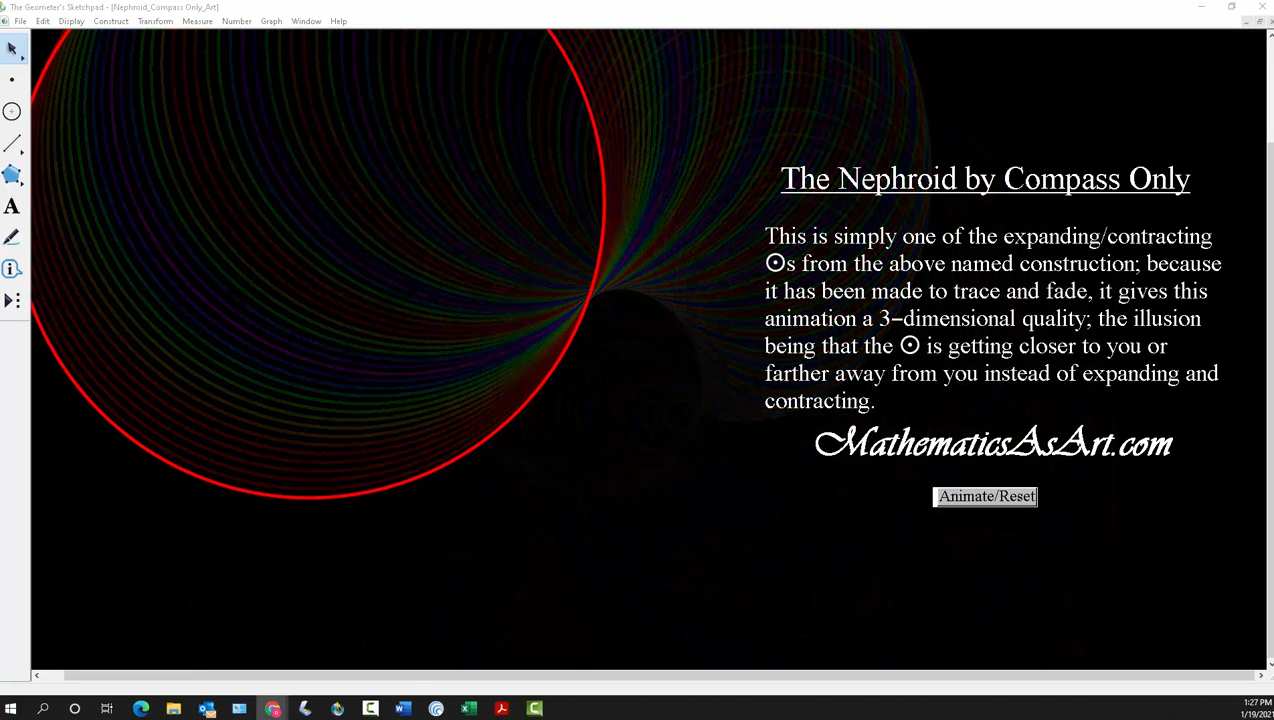 The Geometer's Sketchpad - [Nephroid_Compass Only_Art]
File Edit Display Construct Transform Measure Number Graph Window Help
A
The Nephroid by Compass Only
This is simply one of the expanding/contracting
⊙s from the above named construction; because
it has been made to trace and fade, it gives this
animation a 3–dimensional quality; the illusion
being that the ⊙ is getting closer to you or
farther away from you instead of expanding and
contracting.
MathematicsAsArt.com
Animate/Reset
1:27 PM
1/19/2021